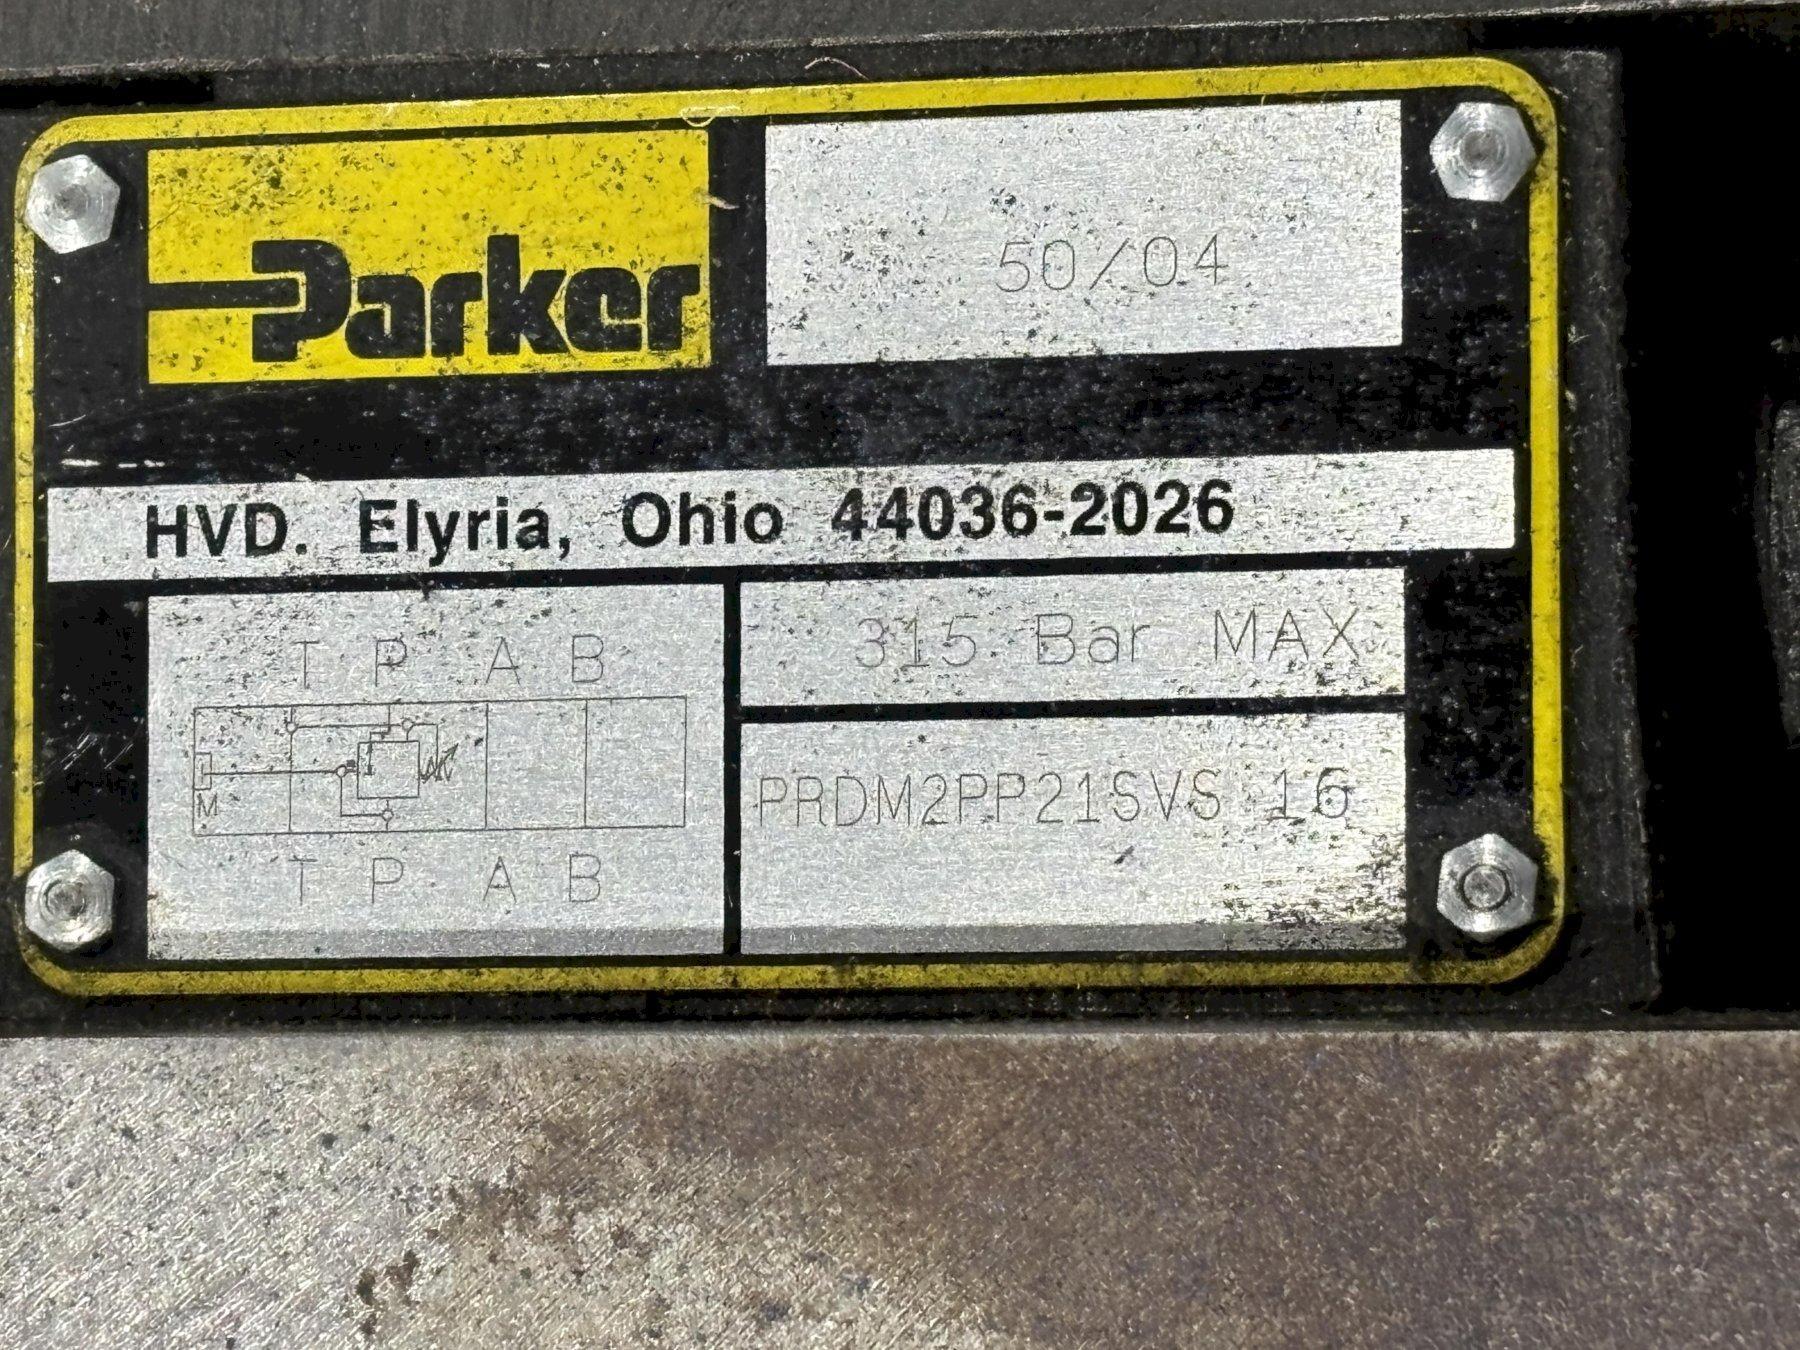 Parker
50/04
HVD. Elyria, Ohio 44036-2026
T P A B
M
T P A B
315 Bar MAX
PRDM2PP21SVS 16